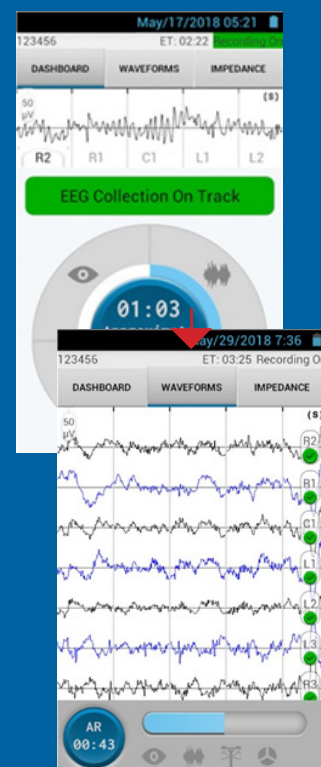 May/17/2018 05:21
123456 ET: 02:22 Recording On
DASHBOARD WAVEFORMS IMPEDANCE
(S)
50
µV
R2 R1 C1 L1 L2
EEG Collection On Track
01:03
ay/29/2018 7:36
123456 ET: 03:25 Recording O
DASHBOARD WAVEFORMS IMPEDANCE
(S)
50
µV
R2
R1
C1
L1
L2
L3
R3
AR
00:43